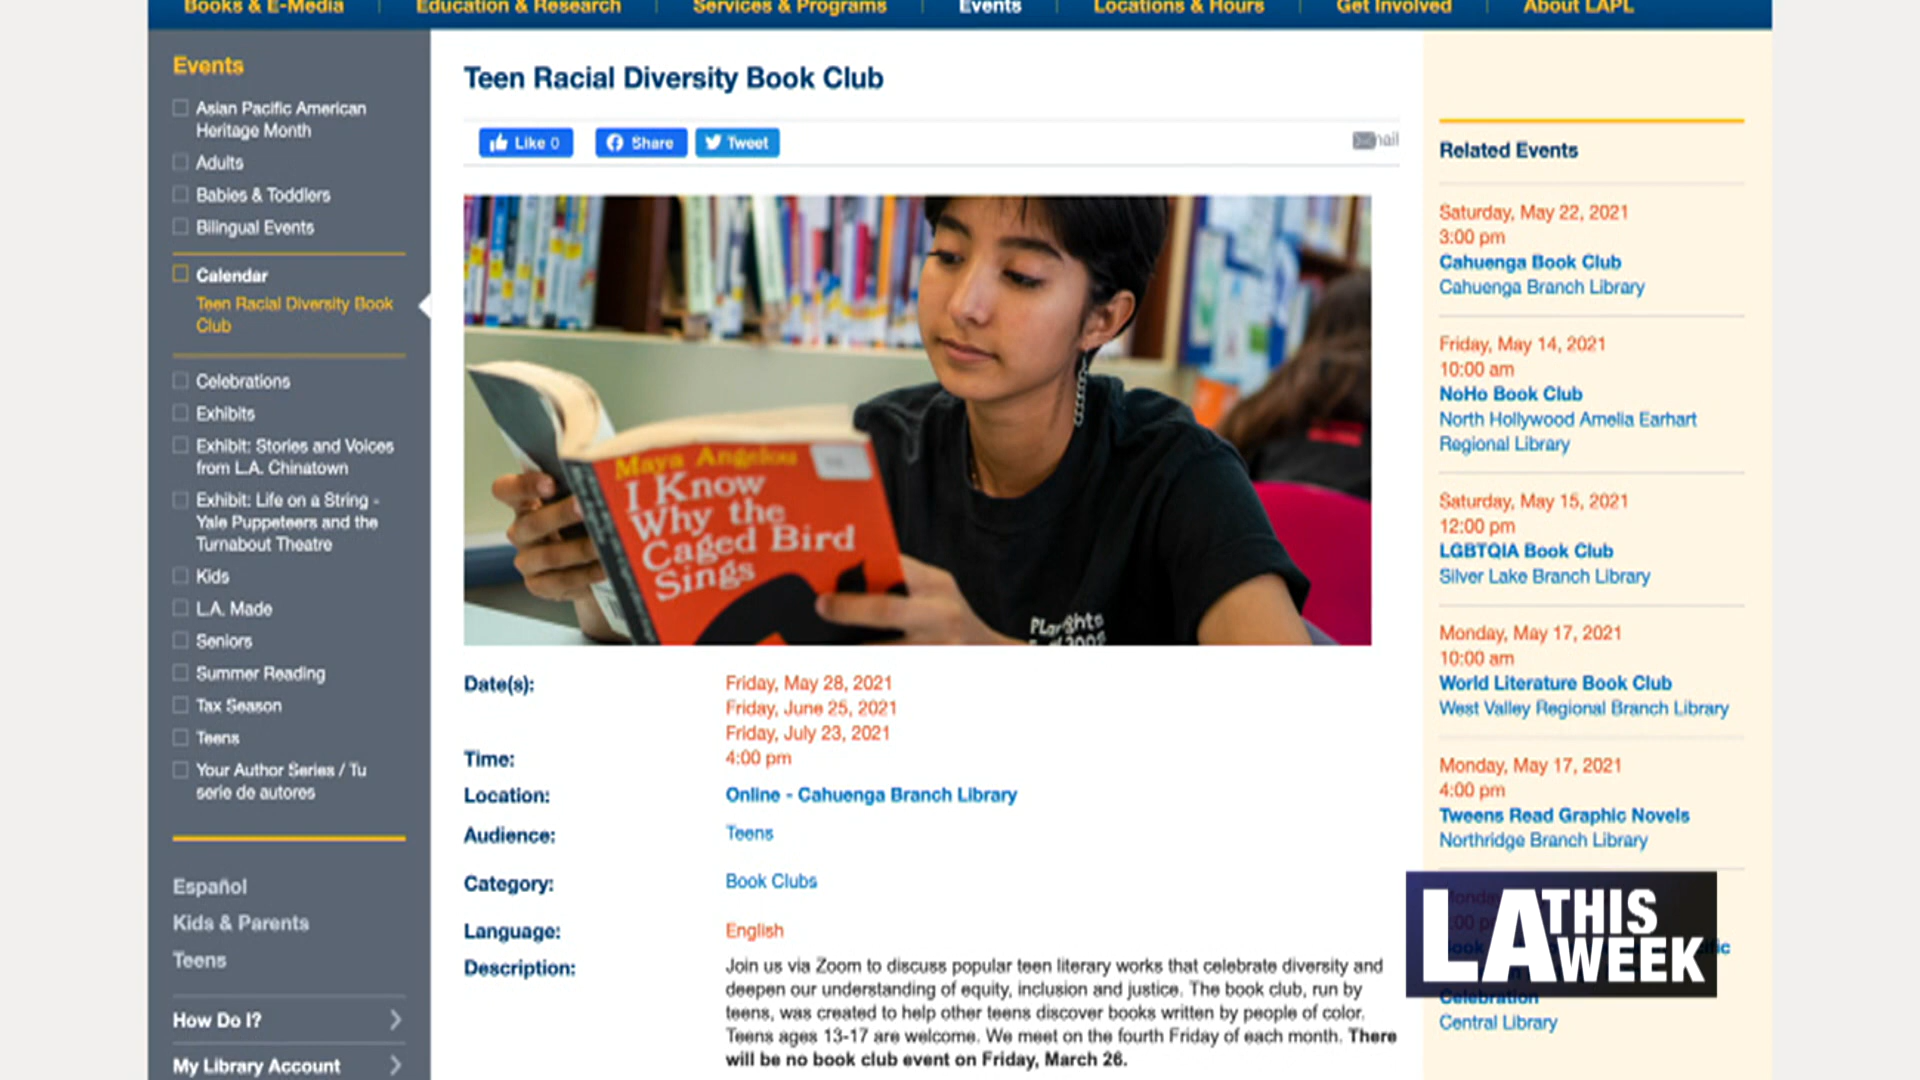 Books & E-Media
Education & Research
Services & Programs
Events
Locations & Hours
Get Involved
About LAPL
Events
Asian Pacific American
Heritage Month
Adults
Babies & Toddlers
Bilingual Events
Calendar
Teen Racial Diversity Book
Club
Celebrations
Exhibits
Exhibit: Stories and Voices
from L.A. Chinatown
Exhibit: Life on a String -
Yale Puppeteers and the
Turnabout Theatre
Kids
L.A. Made
Seniors
Summer Reading
Tax Season
Teens
Your Author Series / Tu
serie de autores
Español
Kids & Parents
Teens
How Do I?
My Library Account
Teen Racial Diversity Book Club
Like 0
Share
Tweet
Maya Angelou
I Know
Why the
Caged Bird
Sings
Date(s):
Friday, May 28, 2021
Friday, June 25, 2021
Friday, July 23, 2021
Time:
4:00 pm
Location:
Online - Cahuenga Branch Library
Audience:
Teens
Category:
Book Clubs
Language:
English
Description:
Join us via Zoom to discuss popular teen literary works that celebrate diversity and
deepen our understanding of equity, inclusion and justice. The book club, run by
teens, was created to help other teens discover books written by people of color.
Teens ages 13-17 are welcome. We meet on the fourth Friday of each month. There
will be no book club event on Friday, March 26.
Related Events
Saturday, May 22, 2021
3:00 pm
Cahuenga Book Club
Cahuenga Branch Library
Friday, May 14, 2021
10:00 am
NoHo Book Club
North Hollywood Amelia Earhart
Regional Library
Saturday, May 15, 2021
12:00 pm
LGBTQIA Book Club
Silver Lake Branch Library
Monday, May 17, 2021
10:00 am
World Literature Book Club
West Valley Regional Branch Library
Monday, May 17, 2021
4:00 pm
Tweens Read Graphic Novels
Northridge Branch Library
Celebration
Central Library
LA THIS
WEEK